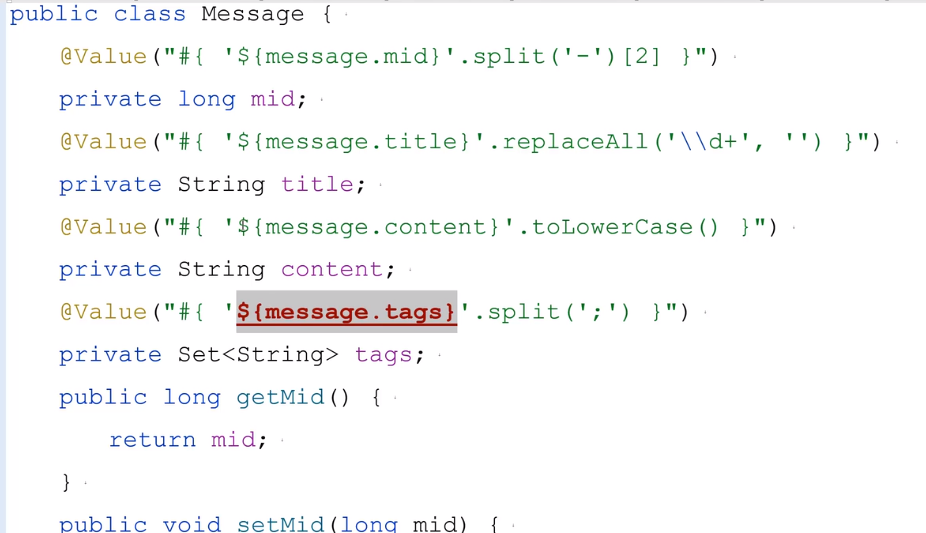 public class Message {
@Value("#{ '${message.mid}'.split('-')[2] }")
private long mid;
@Value("#{ '${message.title}'.replaceAll('\\d+', '') }")
private String title;
@Value("#{ '${message.content}'.toLowerCase() }")
private String content;
@Value("#{ '${message.tags}'.split(';') }")
private Set<String> tags;
public long getMid() {
return mid;
}
public void setMid(long mid) {